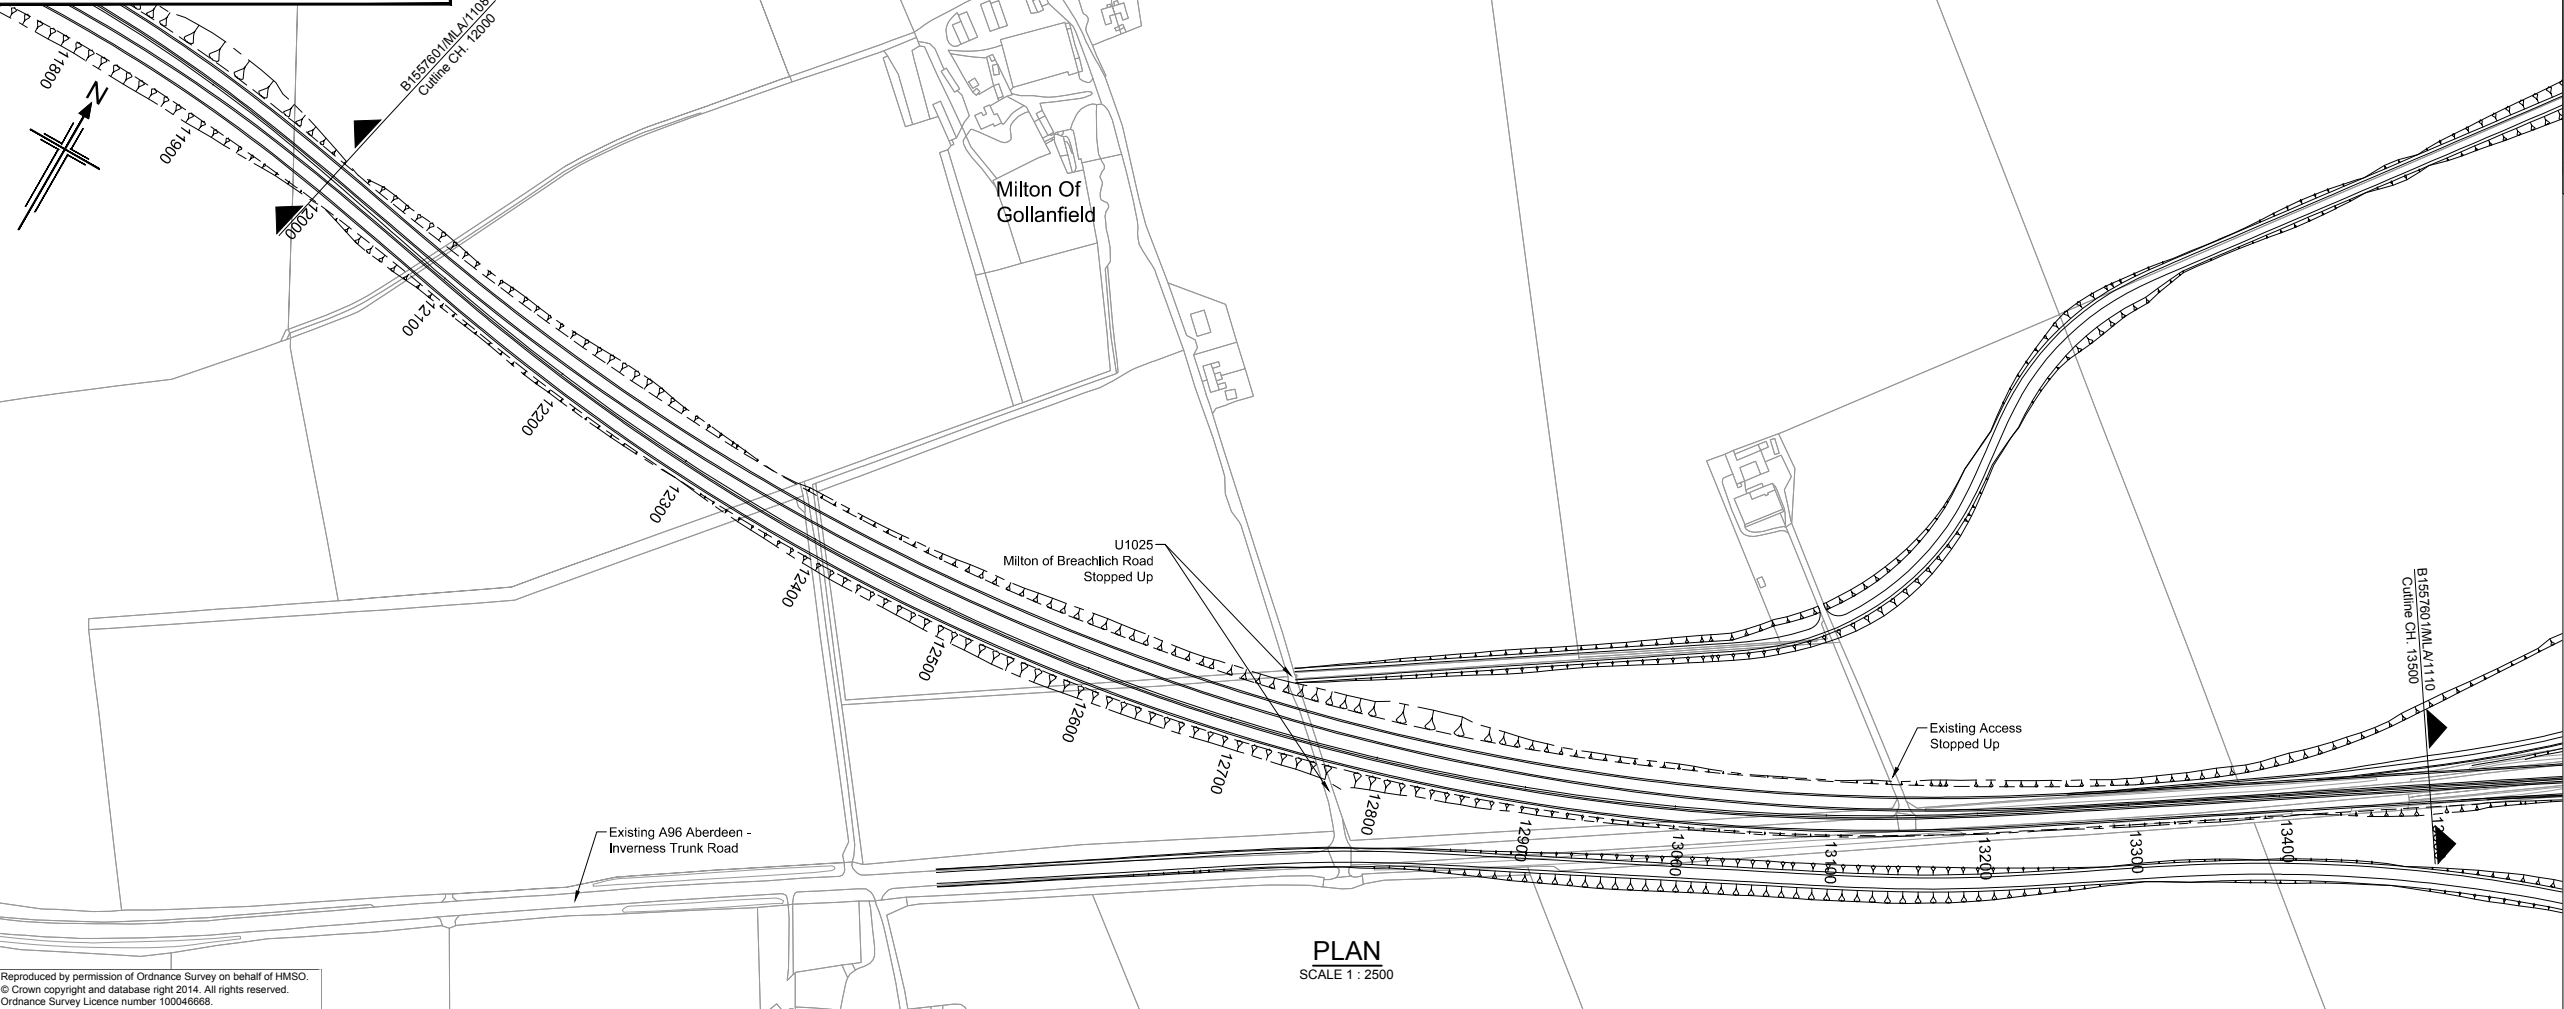 B1557601/MLA/1108
Cutline CH. 12000
11800
N
11900
12000
Milton Of
Gollanfield
12100
12200
12300
12400
U1025
Milton of Breachlich Road
Stopped Up
12500
12600
12700
12800
12900
13000
13100
13200
13300
13400
Existing Access
Stopped Up
B1557601/MLA/1110
Cutline CH. 13500
Existing A96 Aberdeen -
Inverness Trunk Road
PLAN
SCALE 1 : 2500
Reproduced by permission of Ordnance Survey on behalf of HMSO.
© Crown copyright and database right 2014. All rights reserved.
Ordnance Survey Licence number 100046668.